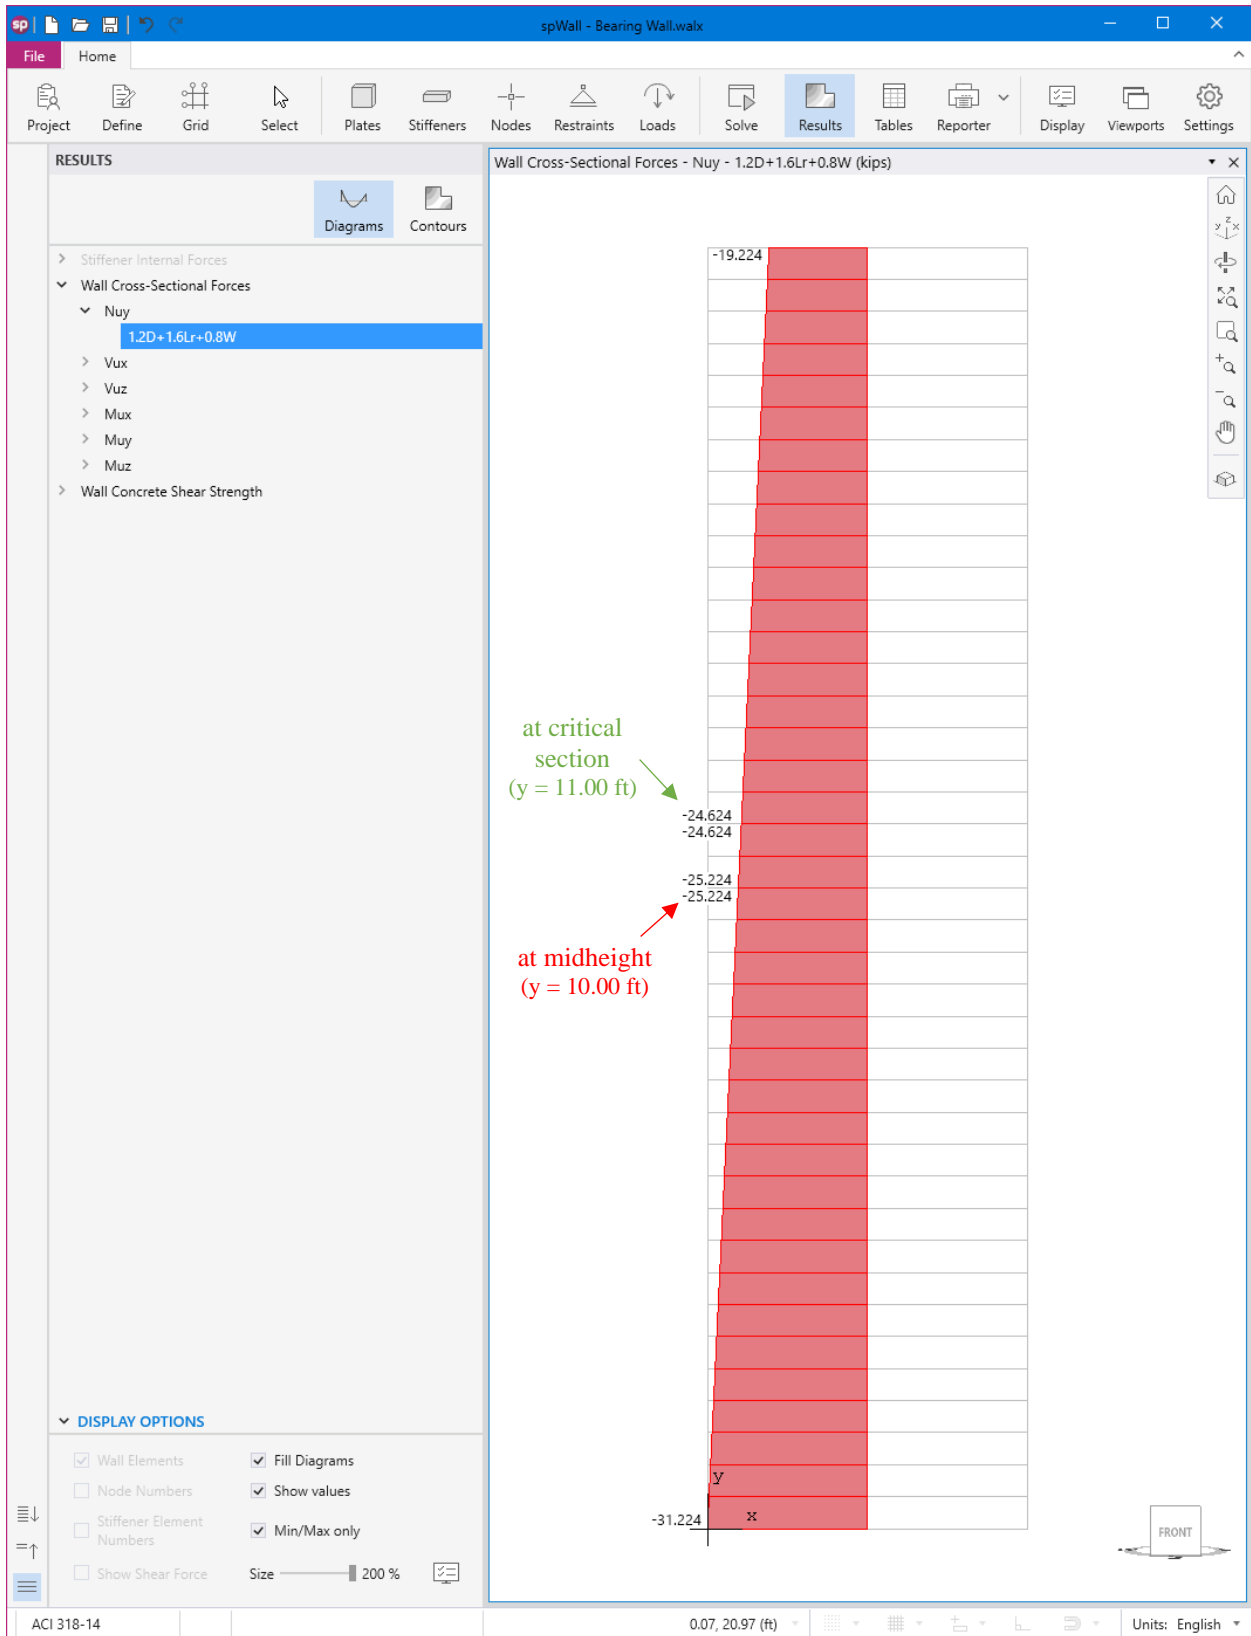 sp
spWall - Bearing Wall.walx
File
Home
Project
Define
Grid
Select
Plates
Stiffeners
Nodes
Restraints
Loads
Solve
Results
Tables
Reporter
Display
Viewports
Settings
RESULTS
Diagrams
Contours
Stiffener Internal Forces
Wall Cross-Sectional Forces
Nuy
1.2D+1.6Lr+0.8W
Vux
Vuz
Mux
Muy
Muz
Wall Concrete Shear Strength
DISPLAY OPTIONS
Wall Elements
Fill Diagrams
Node Numbers
Show values
Stiffener Element
Numbers
Min/Max only
Show Shear Force
Size
200 %
Wall Cross-Sectional Forces - Nuy - 1.2D+1.6Lr+0.8W (kips)
y z x
-19.224
at critical
section
(y = 11.00 ft)
-24.624
-24.624
-25.224
-25.224
at midheight
(y = 10.00 ft)
y
x
-31.224
FRONT
ACI 318-14
0.07, 20.97 (ft)
Units: English